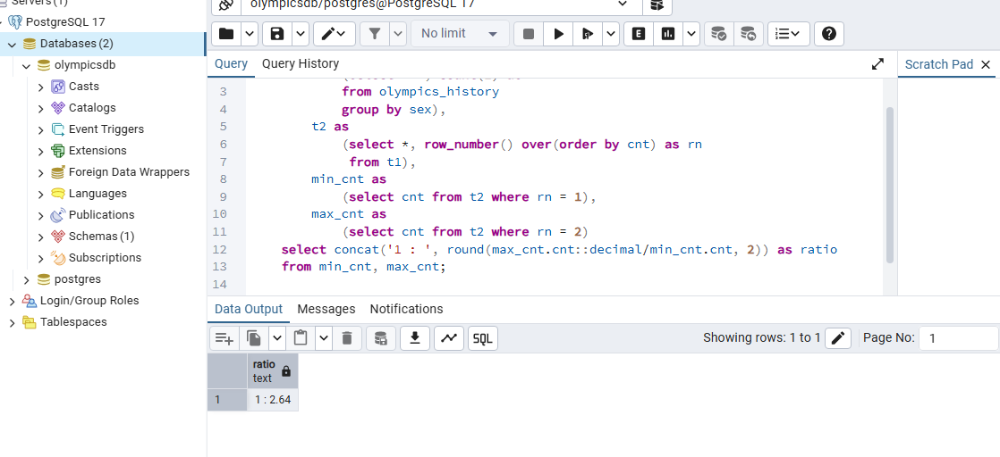 Servers (1)
olympicsdb/postgres@PostgreSQL 17
PostgreSQL 17
Databases (2)
olympicsdb
Casts
Catalogs
Event Triggers
Extensions
Foreign Data Wrappers
Languages
Publications
Schemas (1)
Subscriptions
postgres
Login/Group Roles
Tablespaces
No limit
E
Query
Query History
Scratch Pad
3 from olympics_history
4 group by sex),
5 t2 as
6 (select *, row_number() over(order by cnt) as rn
7 from t1),
8 min_cnt as
9 (select cnt from t2 where rn = 1),
10 max_cnt as
11 (select cnt from t2 where rn = 2)
12 select concat('1 : ', round(max_cnt.cnt::decimal/min_cnt.cnt, 2)) as ratio
13 from min_cnt, max_cnt;
14
Data Output
Messages
Notifications
SQL
Showing rows: 1 to 1
Page No:
1
ratio
text
1
1 : 2.64